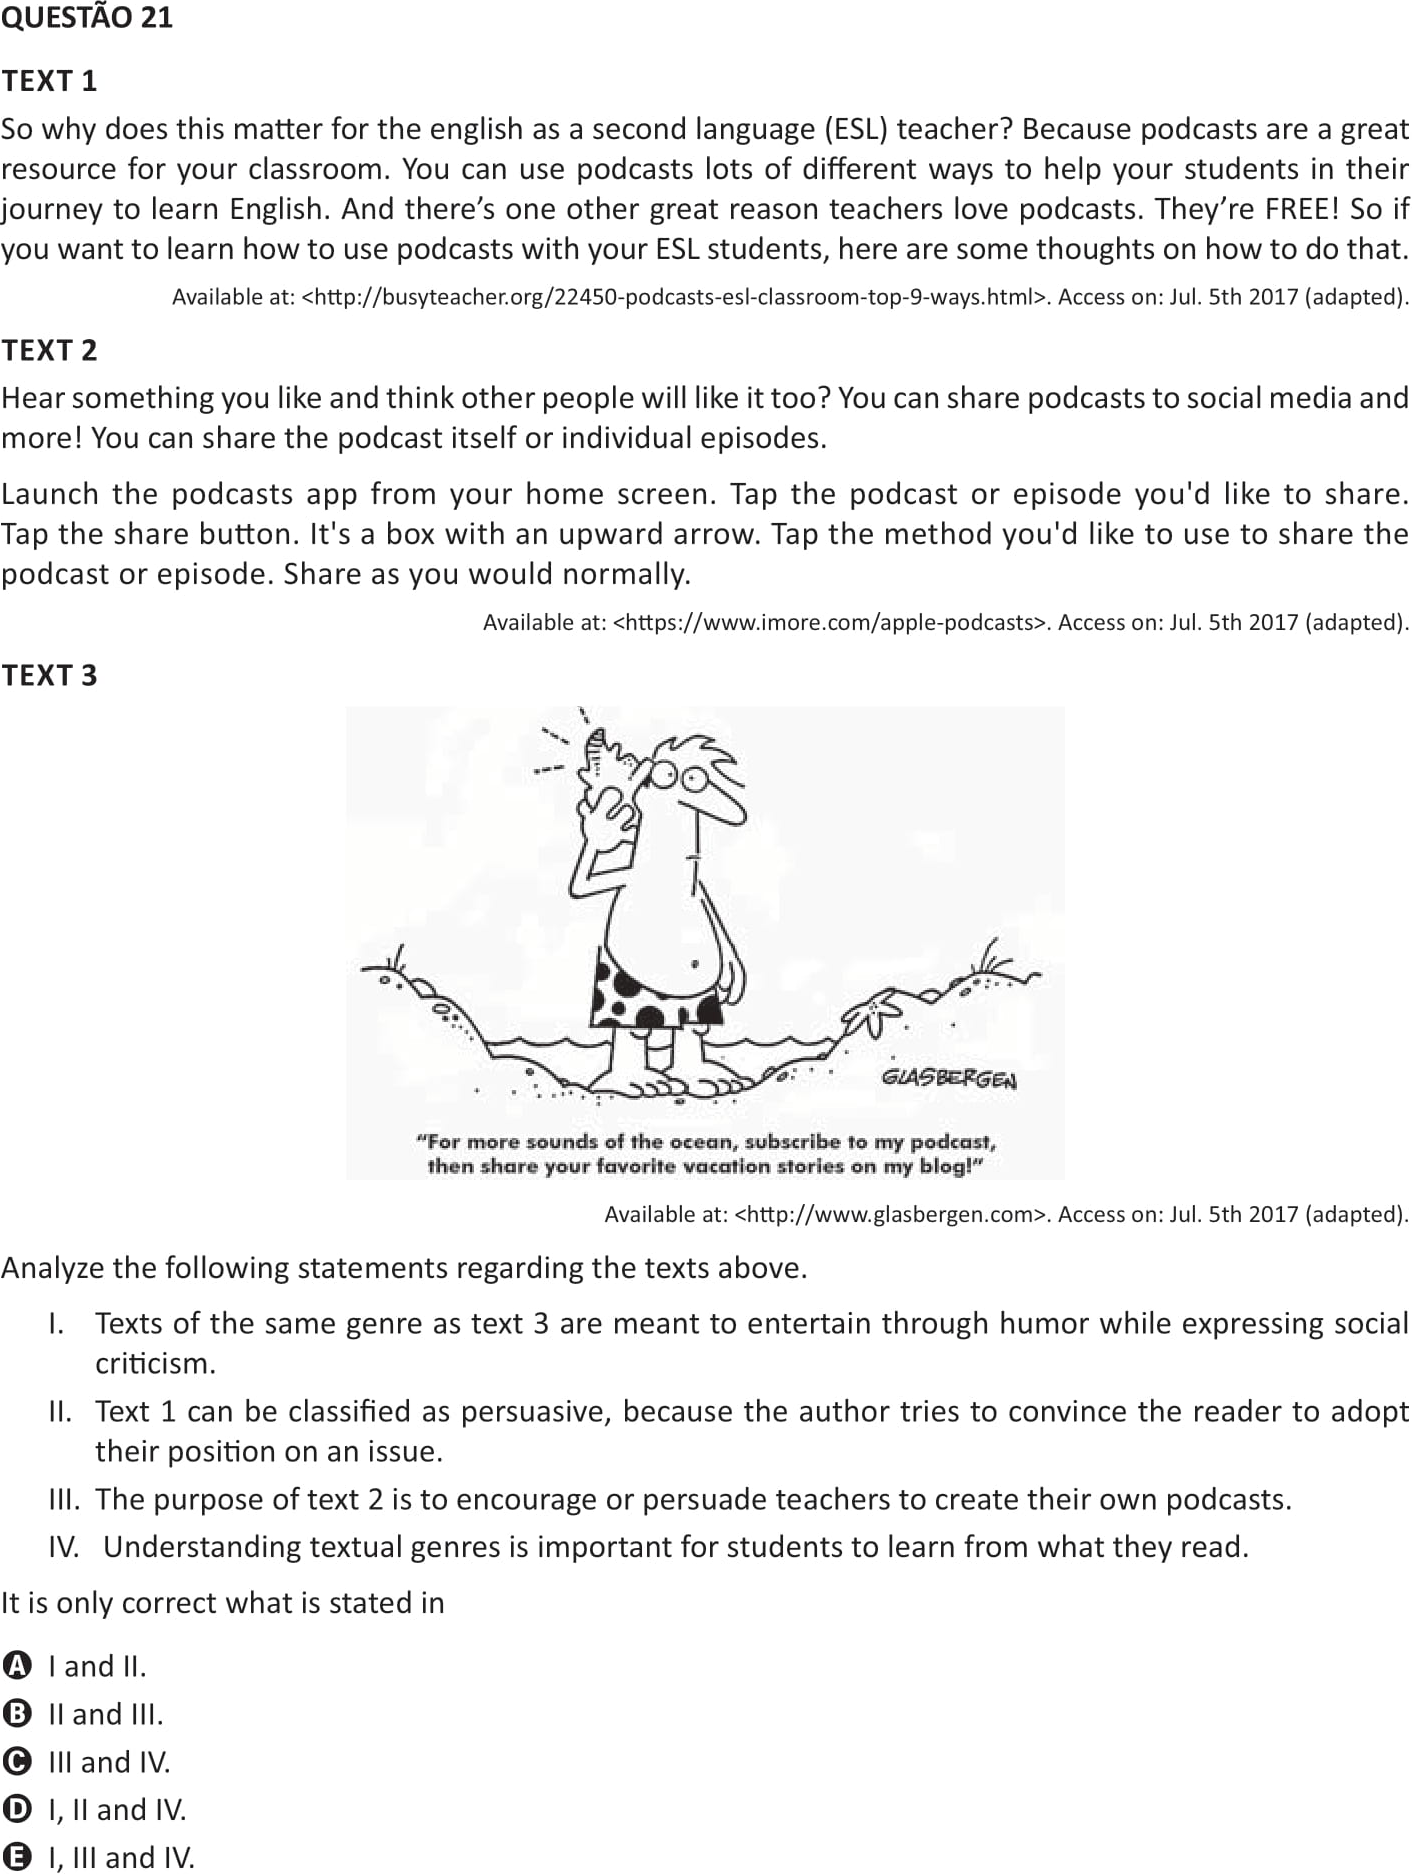 QUESTÃO 21
TEXT 1
So why does this matter for the english as a second language (ESL) teacher? Because podcasts are a great
resource for your classroom. You can use podcasts lots of different ways to help your students in their
journey to learn English. And there’s one other great reason teachers love podcasts. They’re FREE! So if
you want to learn how to use podcasts with your ESL students, here are some thoughts on how to do that.
Available at: <http://busyteacher.org/22450-podcasts-esl-classroom-top-9-ways.html>. Access on: Jul. 5th 2017 (adapted).
TEXT 2
Hear something you like and think other people will like it too? You can share podcasts to social media and
more! You can share the podcast itself or individual episodes.
Launch the podcasts app from your home screen. Tap the podcast or episode you'd like to share.
Tap the share button. It's a box with an upward arrow. Tap the method you'd like to use to share the
podcast or episode. Share as you would normally.
Available at: <https://www.imore.com/apple-podcasts>. Access on: Jul. 5th 2017 (adapted).
TEXT 3
GLASBERGEN
“For more sounds of the ocean, subscribe to my podcast,
then share your favorite vacation stories on my blog!”
Available at: <http://www.glasbergen.com>. Access on: Jul. 5th 2017 (adapted).
Analyze the following statements regarding the texts above.
I. Texts of the same genre as text 3 are meant to entertain through humor while expressing social
criticism.
II. Text 1 can be classified as persuasive, because the author tries to convince the reader to adopt
their position on an issue.
III. The purpose of text 2 is to encourage or persuade teachers to create their own podcasts.
IV. Understanding textual genres is important for students to learn from what they read.
It is only correct what is stated in
A I and II.
B II and III.
C III and IV.
D I, II and IV.
E I, III and IV.